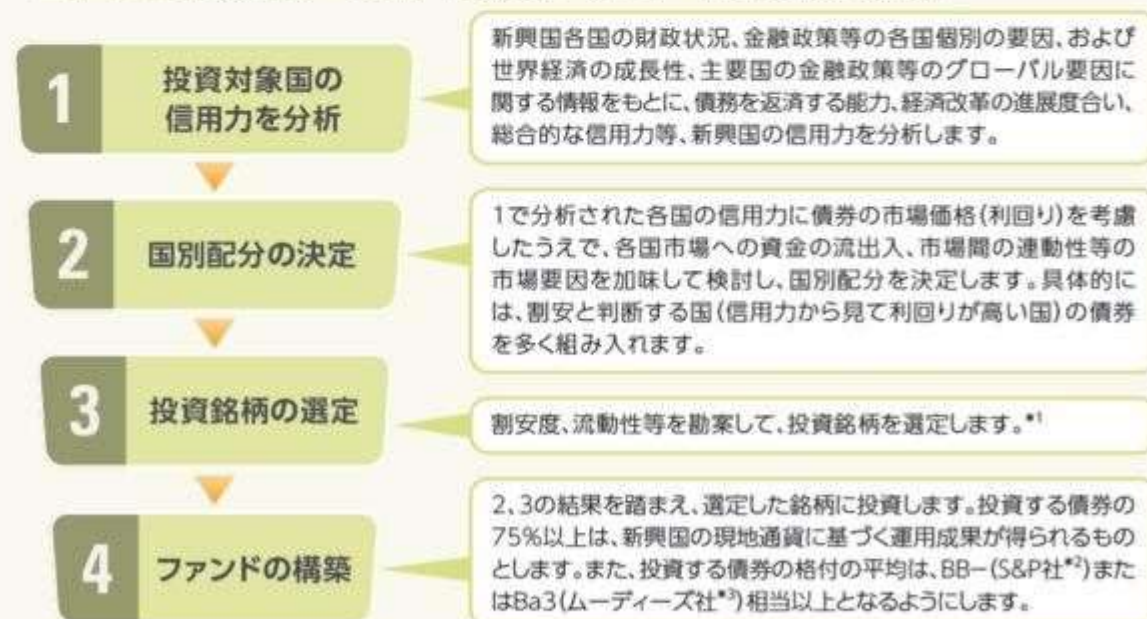 1
投資対象国の
信用力を分析
新興国各国の財政状況、金融政策等の各国個別の要因、および
世界経済の成長性、主要国の金融政策等のグローバル要因に
関する情報をもとに、債務を返済する能力、経済改革の進展度合い、
総合的な信用力等、新興国の信用力を分析します。
2
国別配分の決定
1で分析された各国の信用力に債券の市場価格(利回り)を考慮
したうえで、各国市場への資金の流出入、市場間の連動性等の
市場要因を加味して検討し、国別配分を決定します。具体的に
は、割安と判断する国(信用力から見て利回りが高い国)の債券
を多く組み入れます。
3
投資銘柄の選定
割安度、流動性等を勘案して、投資銘柄を選定します。*1
4
ファンドの構築
2、3の結果を踏まえ、選定した銘柄に投資します。投資する債券の
75%以上は、新興国の現地通貨に基づく運用成果が得られるもの
とします。また、投資する債券の格付の平均は、BB−(S&P社*2)また
はBa3(ムーディーズ社*3)相当以上となるようにします。